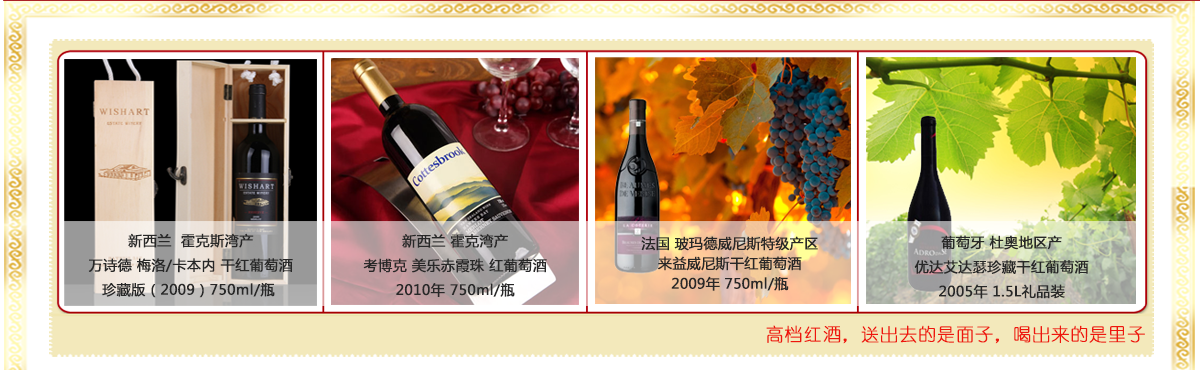 WISHART
WISHART
新西兰 霍克斯湾产
万诗德 梅洛/卡本内 干红葡萄酒
珍藏版（2009）750ml/瓶
Cottesbrook
新西兰 霍克湾产
考博克 美乐赤霞珠 红葡萄酒
2010年 750ml/瓶
法国 玻玛德威尼斯特级产区
来益威尼斯干红葡萄酒
2009年 750ml/瓶
葡萄牙 杜奥地区产
优达艾达瑟珍藏干红葡萄酒
2005年 1.5L礼品装
高档红酒，送出去的是面子，喝出来的是里子